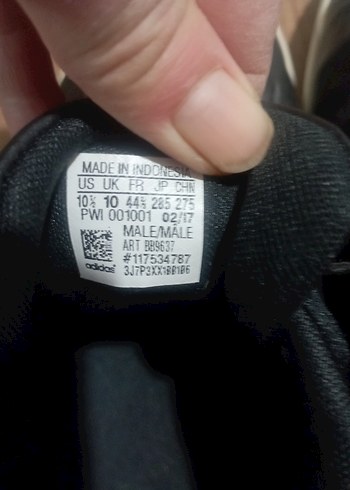 MADE IN INDONESIA
US UK FR JP CHN
10½ 10 44⅔ 285 275
PWI 001001 02/17
MALE/MÂLE
ART BB9637
#117534787
adidas 3J7P3XX1BB1B6